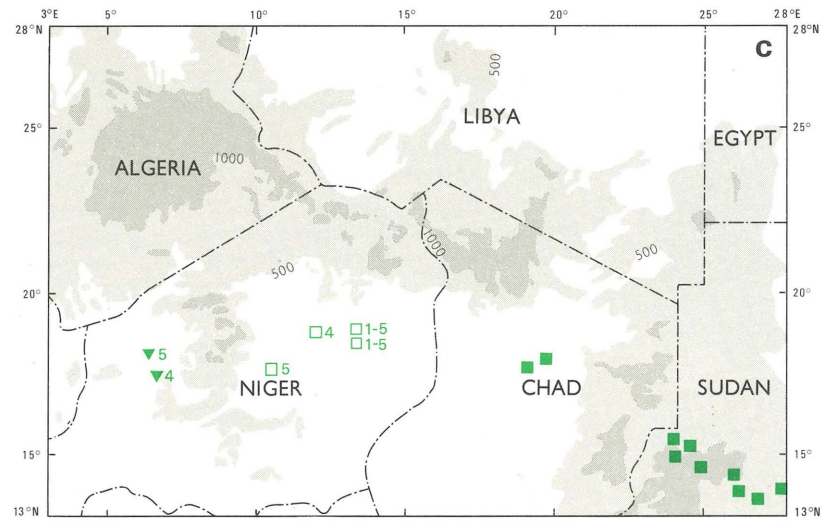 3°E 5° 10° 15° 20° 25° 28°E
28°N 28°N
C
500
LIBYA
25° 25°
EGYPT
ALGERIA 1000
1000
500 500
20° 20°
4 1-5
1-5
5
4 5
NIGER CHAD SUDAN
15° 15°
13°N 13°N